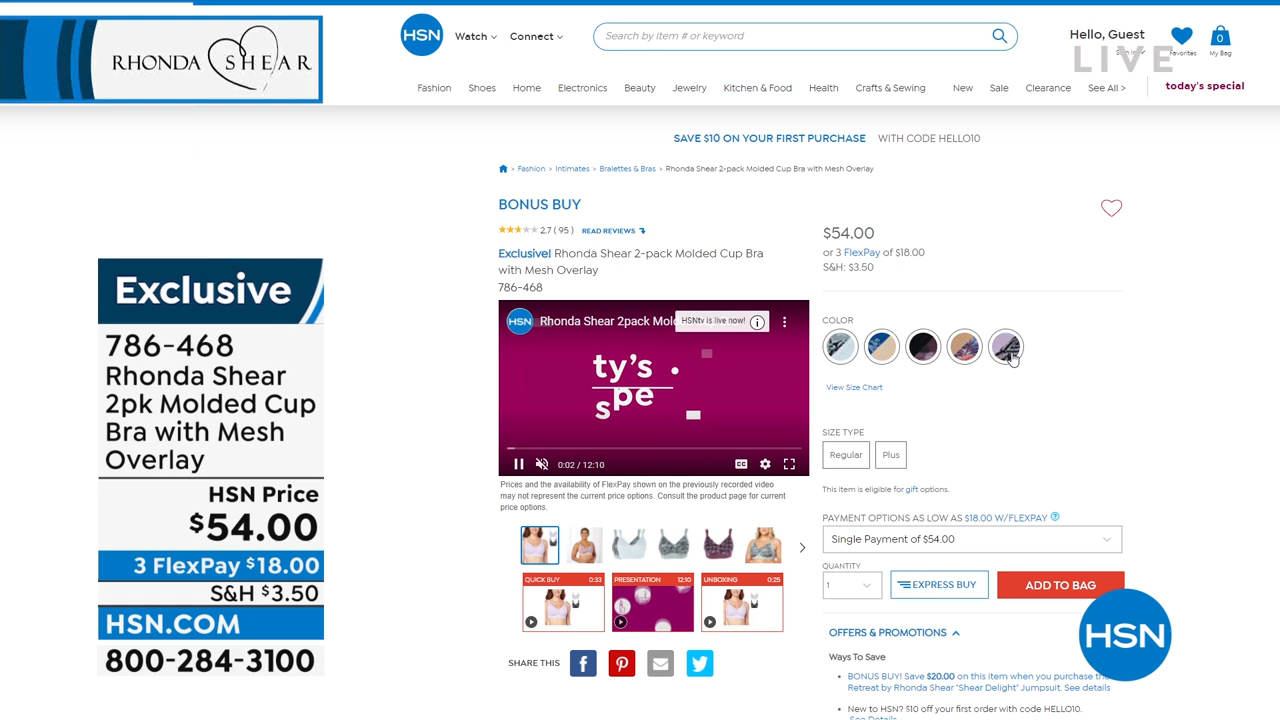 RHONDA SHEAR
HSN
Watch
Connect
Search by item # or keyword
Hello, Guest
LIVE
Favorites
0
My Bag
Fashion
Shoes
Home
Electronics
Beauty
Jewelry
Kitchen & Food
Health
Crafts & Sewing
New
Sale
Clearance
See All >
today's special
SAVE $10 ON YOUR FIRST PURCHASE WITH CODE HELLO10
> Fashion > Intimates > Bralettes & Bras > Rhonda Shear 2-pack Molded Cup Bra with Mesh Overlay
BONUS BUY
2.7 ( 95 ) READ REVIEWS
Exclusive! Rhonda Shear 2-pack Molded Cup Bra
with Mesh Overlay
786-468
HSN
Rhonda Shear 2pack Mol
HSNtv is live now!
ty's
spe
0:02 / 12:10
Prices and the availability of FlexPay shown on the previously recorded video
may not represent the current price options. Consult the product page for current
price options.
QUICK BUY 0:33
PRESENTATION 12:10
UNBOXING 0:25
SHARE THIS
$54.00
or 3 FlexPay of $18.00
S&H: $3.50
COLOR
View Size Chart
SIZE TYPE
Regular
Plus
This item is eligible for gift options.
PAYMENT OPTIONS AS LOW AS $18.00 W/FLEXPAY
Single Payment of $54.00
QUANTITY
1
EXPRESS BUY
ADD TO BAG
OFFERS & PROMOTIONS
Ways To Save
BONUS BUY! Save $20.00 on this item when you purchase
Retreat by Rhonda Shear "Shear Delight" Jumpsuit. See details
New to HSN? $10 off your first order with code HELLO10.
See Details
HSN
Exclusive
786-468
Rhonda Shear
2pk Molded Cup
Bra with Mesh
Overlay
HSN Price
$54.00
3 FlexPay $18.00
S&H $3.50
HSN.COM
800-284-3100